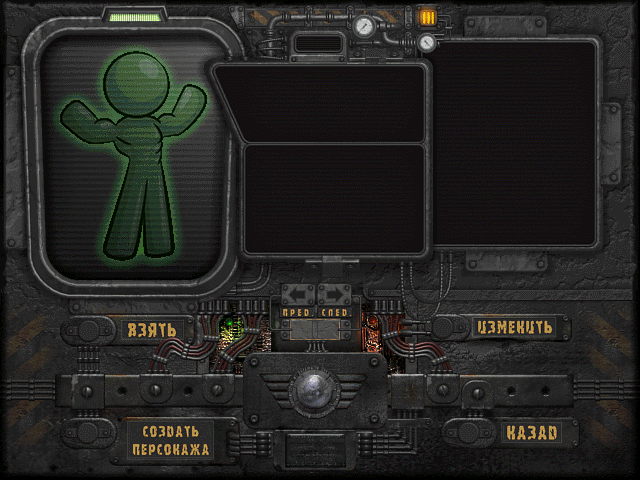 ПРЕД СЛЕД
ВЗЯТЬ
ИЗМЕНИТЬ
СОЗДАТЬ
ПЕРСОНАЖА
НАЗАД